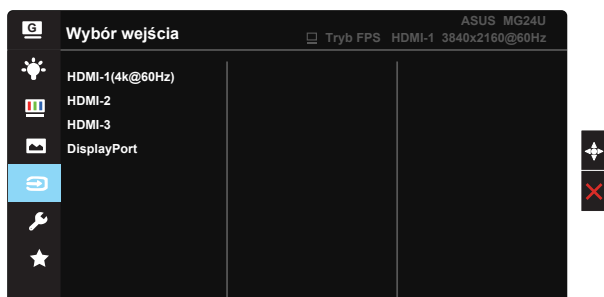 G
Wybór wejścia
ASUS MG24U
Tryb FPS HDMI-1 3840x2160@60Hz
HDMI-1(4k@60Hz)
HDMI-2
HDMI-3
DisplayPort